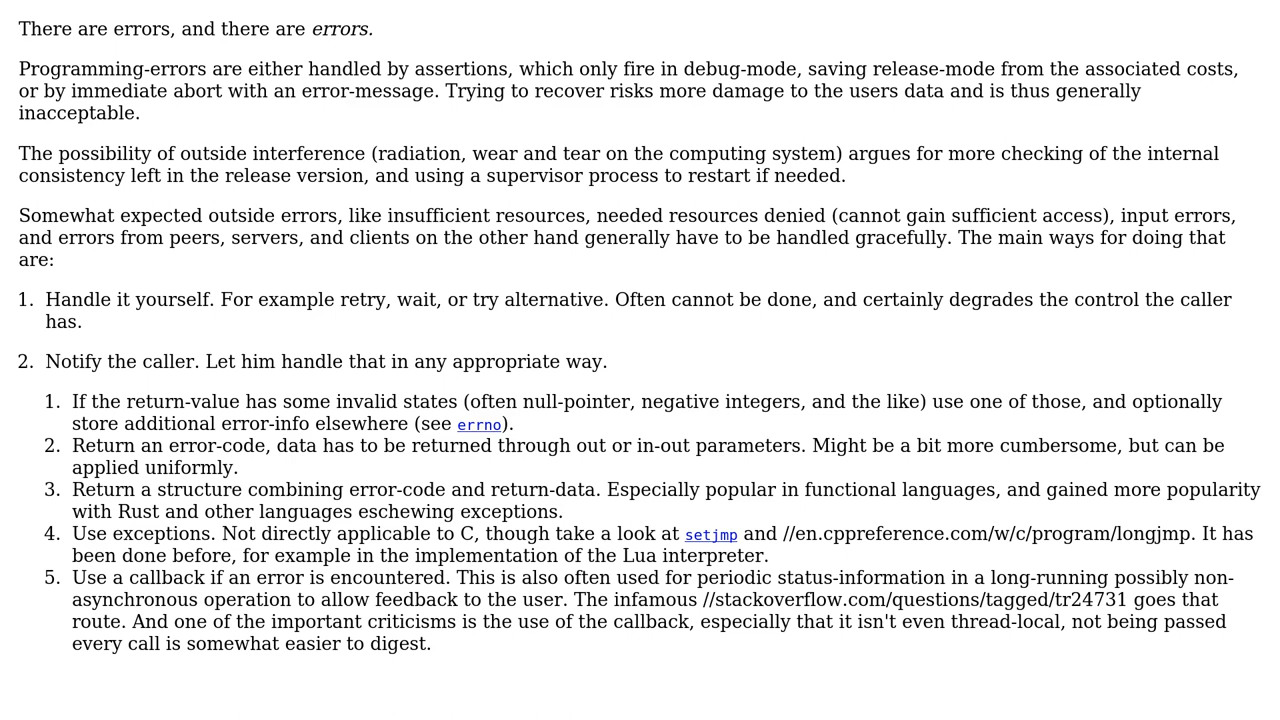 There are errors, and there are errors.
Programming-errors are either handled by assertions, which only fire in debug-mode, saving release-mode from the associated costs,
or by immediate abort with an error-message. Trying to recover risks more damage to the users data and is thus generally
inacceptable.
The possibility of outside interference (radiation, wear and tear on the computing system) argues for more checking of the internal
consistency left in the release version, and using a supervisor process to restart if needed.
Somewhat expected outside errors, like insufficient resources, needed resources denied (cannot gain sufficient access), input errors,
and errors from peers, servers, and clients on the other hand generally have to be handled gracefully. The main ways for doing that
are:
1. Handle it yourself. For example retry, wait, or try alternative. Often cannot be done, and certainly degrades the control the caller
has.
2. Notify the caller. Let him handle that in any appropriate way.
1. If the return-value has some invalid states (often null-pointer, negative integers, and the like) use one of those, and optionally
store additional error-info elsewhere (see errno).
2. Return an error-code, data has to be returned through out or in-out parameters. Might be a bit more cumbersome, but can be
applied uniformly.
3. Return a structure combining error-code and return-data. Especially popular in functional languages, and gained more popularity
with Rust and other languages eschewing exceptions.
4. Use exceptions. Not directly applicable to C, though take a look at setjmp and //en.cppreference.com/w/c/program/longjmp. It has
been done before, for example in the implementation of the Lua interpreter.
5. Use a callback if an error is encountered. This is also often used for periodic status-information in a long-running possibly non-
asynchronous operation to allow feedback to the user. The infamous //stackoverflow.com/questions/tagged/tr24731 goes that
route. And one of the important criticisms is the use of the callback, especially that it isn't even thread-local, not being passed
every call is somewhat easier to digest.